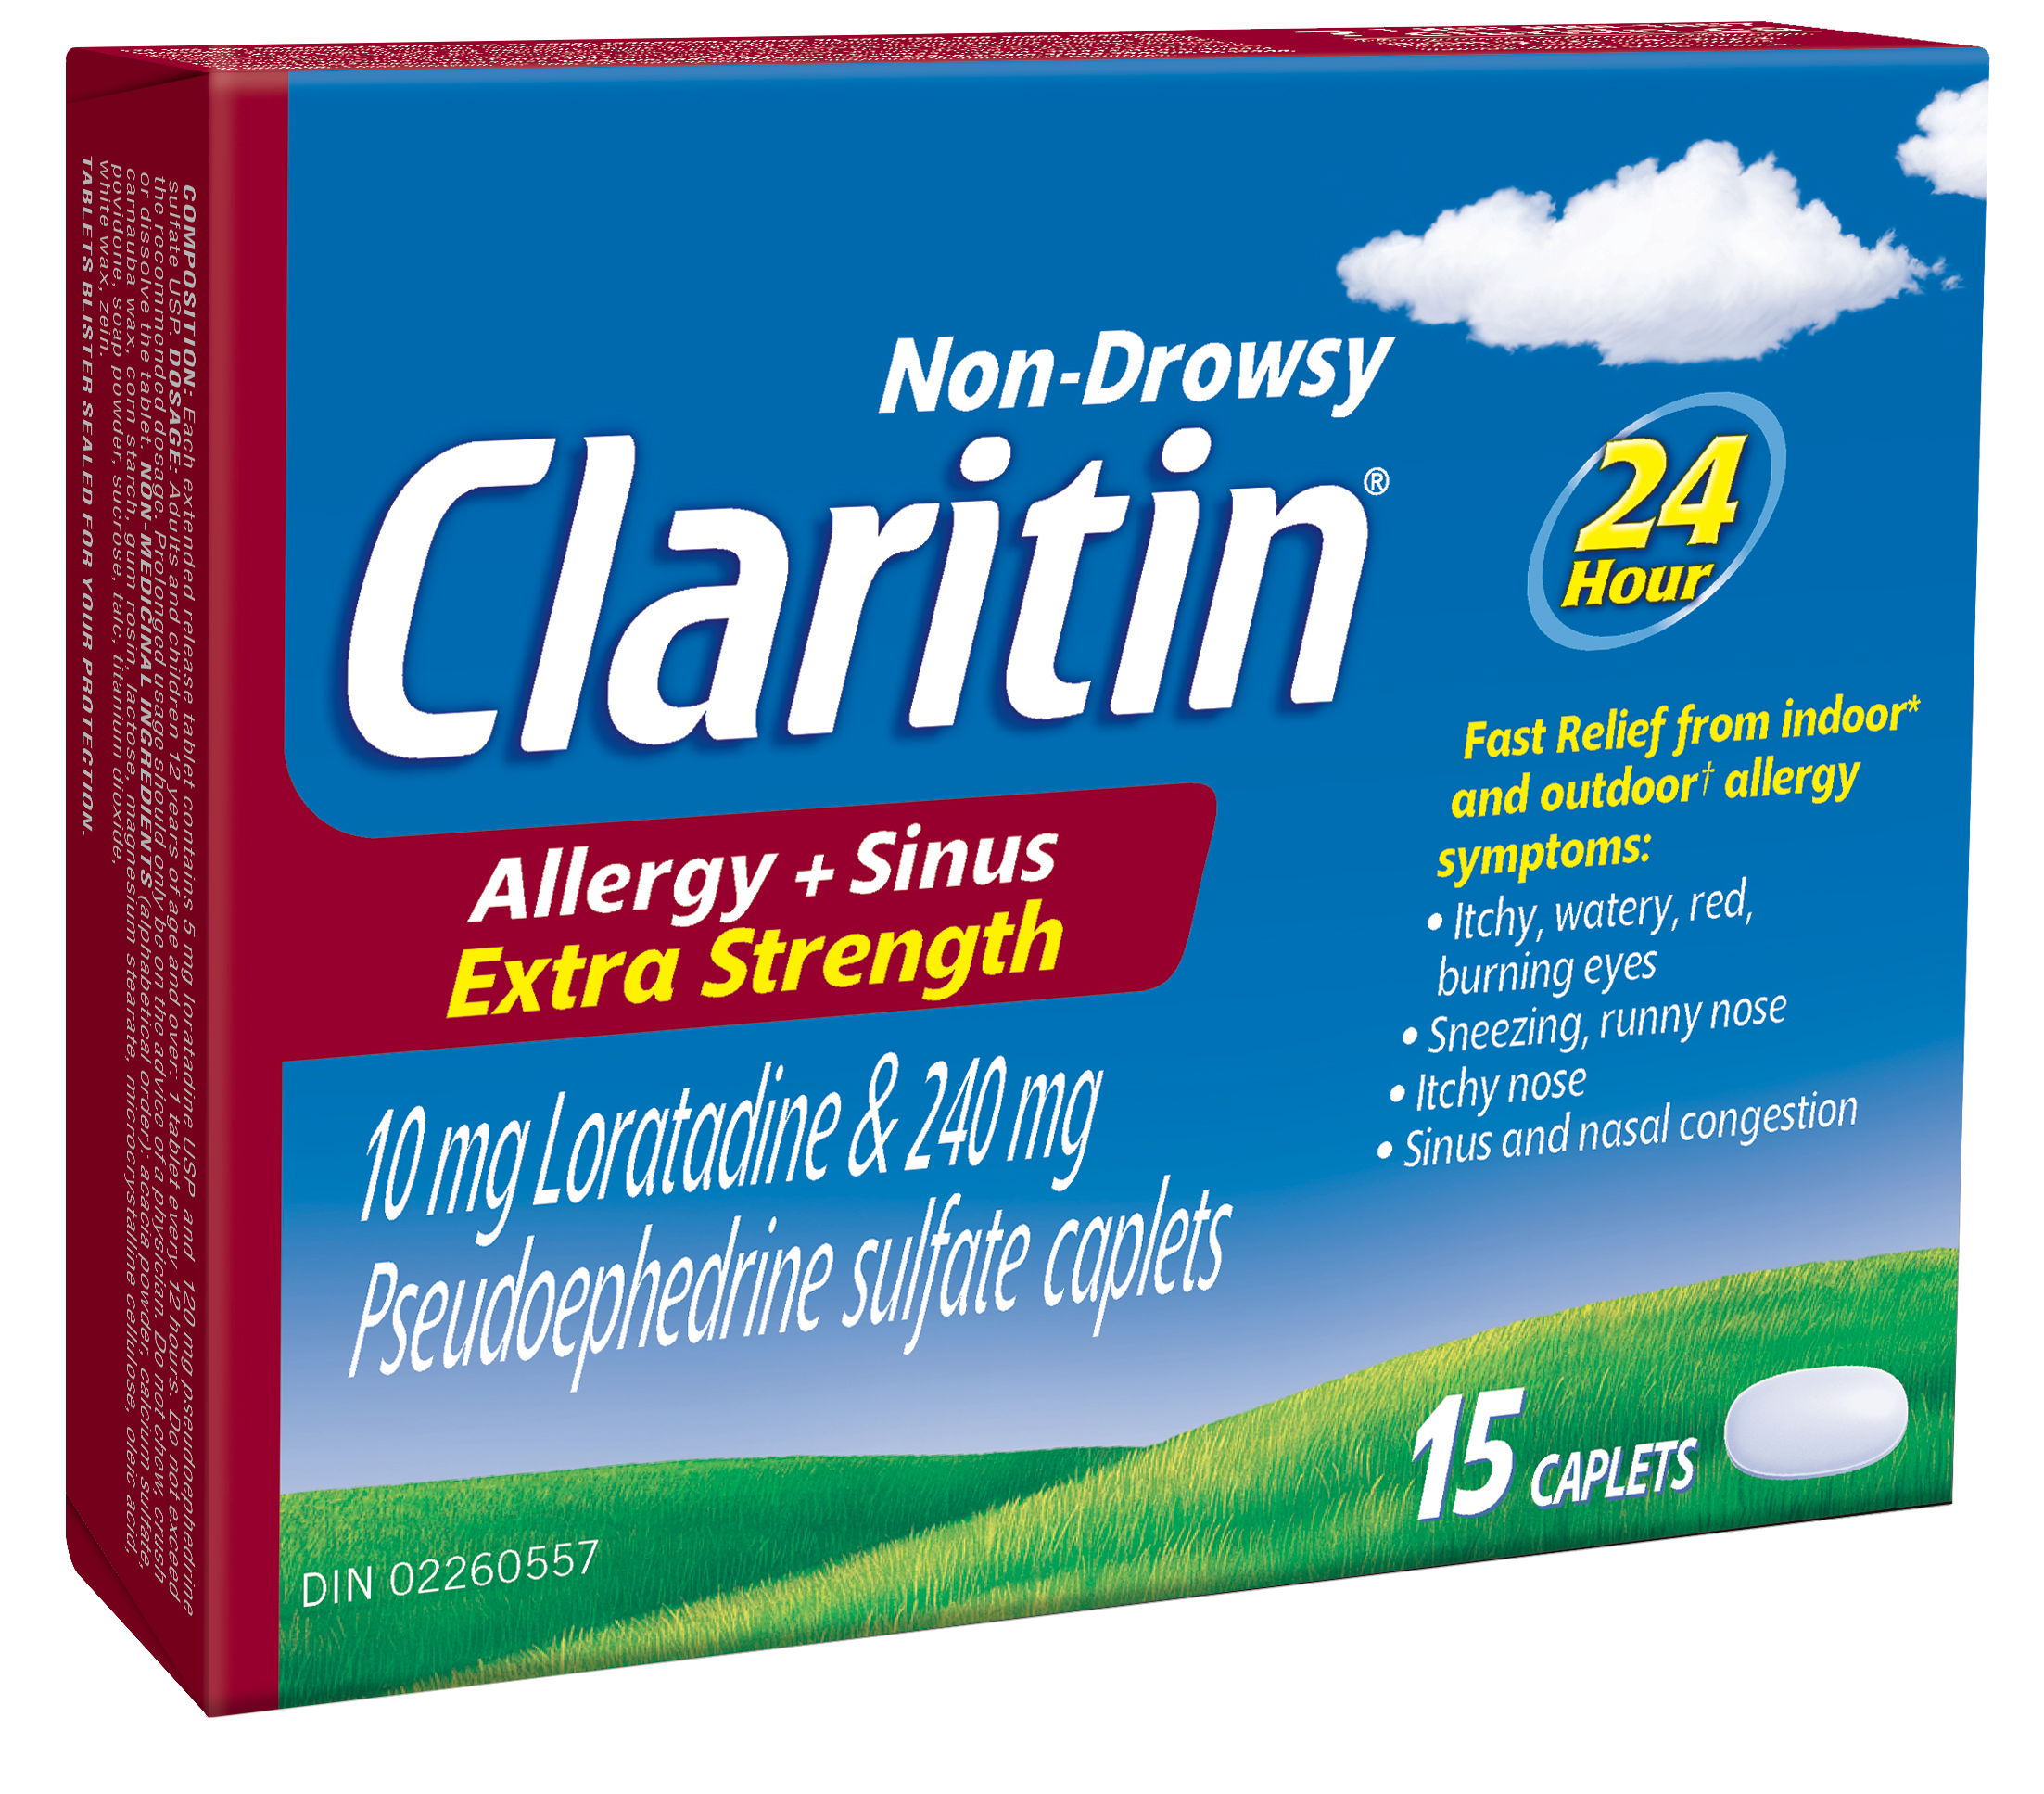 Non-Drowsy
Claritin®
24
Hour
Allergy + Sinus
Extra Strength
10 mg Loratadine & 240 mg
Pseudoephedrine sulfate caplets
Fast Relief from indoor*
and outdoor† allergy
symptoms:
• Itchy, watery, red,
burning eyes
• Sneezing, runny nose
• Itchy nose
• Sinus and nasal congestion
15 CAPLETS
DIN 02260557
COMPOSITION: Each extended release tablet contains 5 mg loratadine USP and 120 mg pseudoephedrine
sulfate USP. DOSAGE: Adults and children 12 years of age and over: 1 tablet every 12 hours. Do not exceed
the recommended dosage. Prolonged usage should only be on the advice of a physician. Do not chew, crush
or dissolve the tablet. NON-MEDICINAL INGREDIENTS (alphabetical order): acacia powder, calcium sulfate,
carnauba wax, corn starch, gum rosin, lactose, magnesium stearate, microcrystalline cellulose, oleic acid,
povidone, soap powder, sucrose, talc, titanium dioxide,
white wax, zein.
TABLETS BLISTER SEALED FOR YOUR PROTECTION.